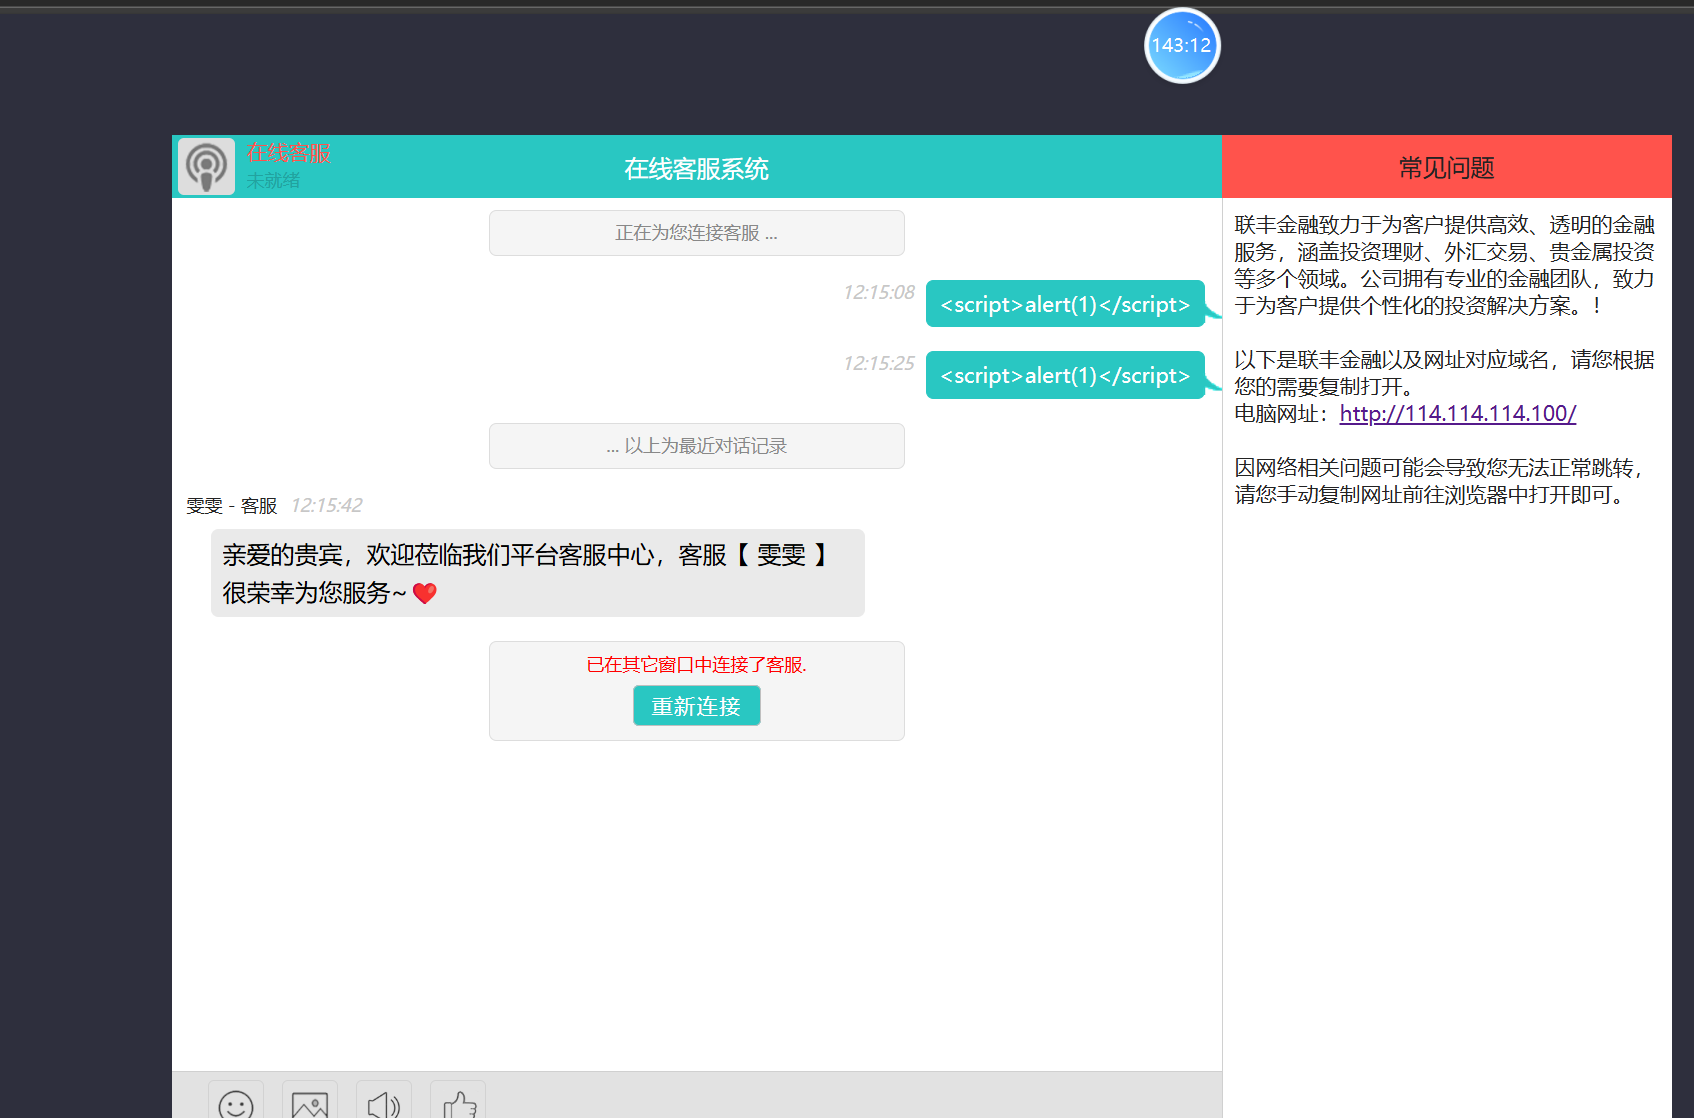 143:12
在线客服
未就绪
在线客服系统
常见问题
正在为您连接客服 ...
12:15:08
<script>alert(1)</script>
12:15:25
<script>alert(1)</script>
... 以上为最近对话记录
雯雯 - 客服 12:15:42
亲爱的贵宾，欢迎莅临我们平台客服中心，客服【 雯雯 】
很荣幸为您服务~❤️
已在其它窗口中连接了客服.
重新连接
联丰金融致力于为客户提供高效、透明的金融
服务，涵盖投资理财、外汇交易、贵金属投资
等多个领域。公司拥有专业的金融团队，致力
于为客户提供个性化的投资解决方案。！
以下是联丰金融以及网址对应域名，请您根据
您的需要复制打开。
电脑网址：http://114.114.114.100/
因网络相关问题可能会导致您无法正常跳转，
请您手动复制网址前往浏览器中打开即可。